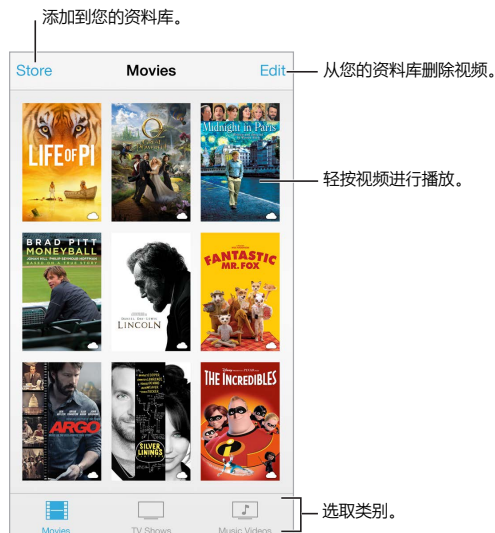 添加到您的资料库。
Store
Movies
Edit
从您的资料库删除视频。
LIFE OF PI
Midnight in Paris
轻按视频进行播放。
BRAD PITT
MONEYBALL
LINCOLN
FANTASTIC
MR. FOX
ARGO
SILVER
LININGS
THE INCREDIBLES
选取类别。
Movies
TV Shows
Music Videos